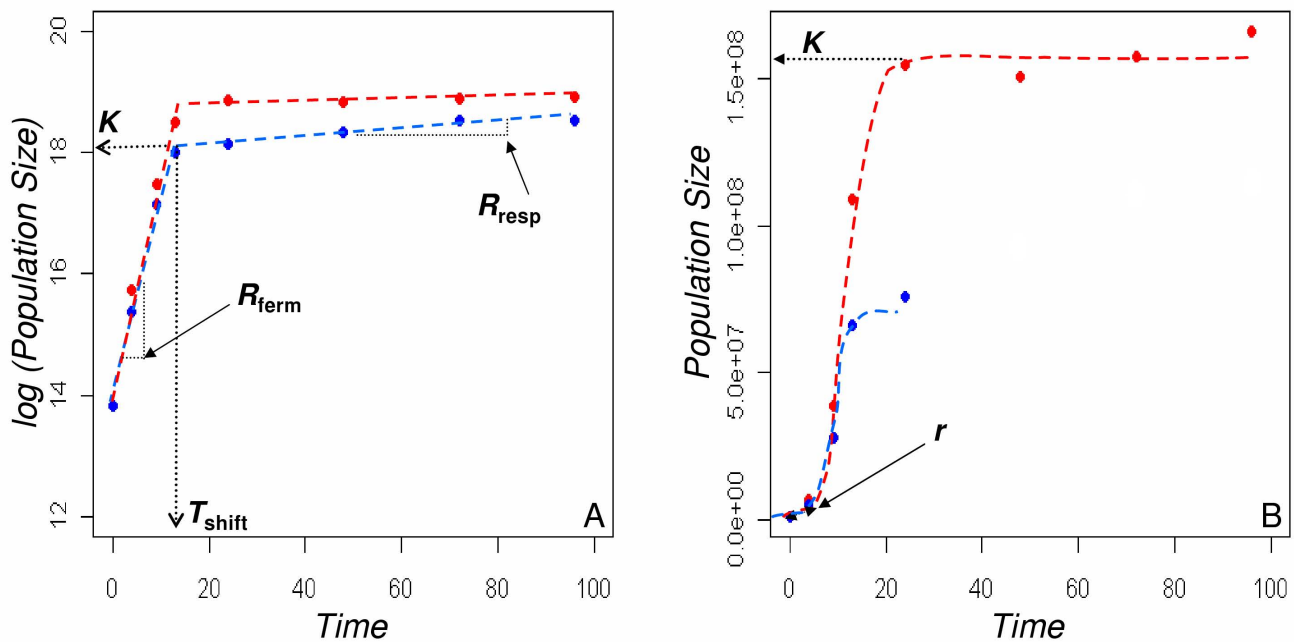 log (Population Size)
20
18
16
14
12
K
R_resp
R_ferm
T_shift
A
0 20 40 60 80 100
Time
Population Size
1.5e+08
1.0e+08
5.0e+07
0.0e+00
K
r
B
0 20 40 60 80 100
Time